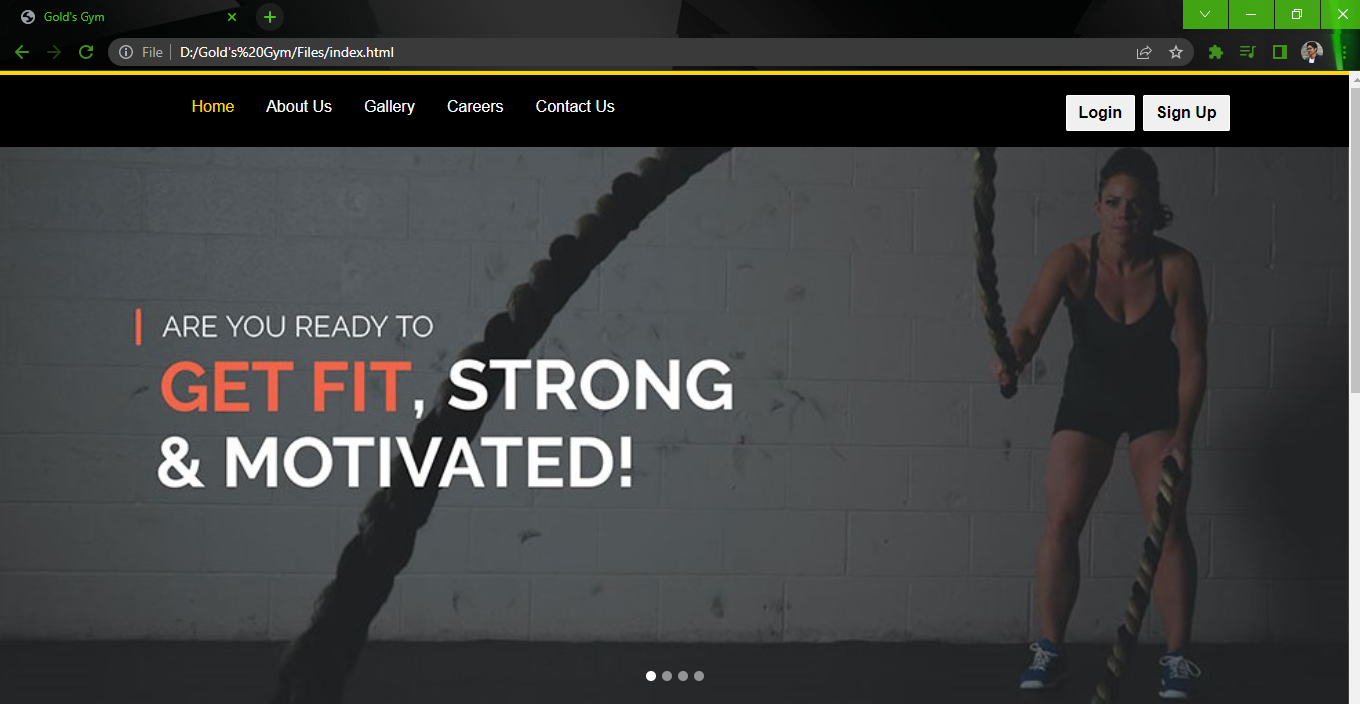 Gold's Gym
File D:/Gold's%20Gym/Files/index.html
Home About Us Gallery Careers Contact Us Login Sign Up
ARE YOU READY TO
GET FIT, STRONG
& MOTIVATED!